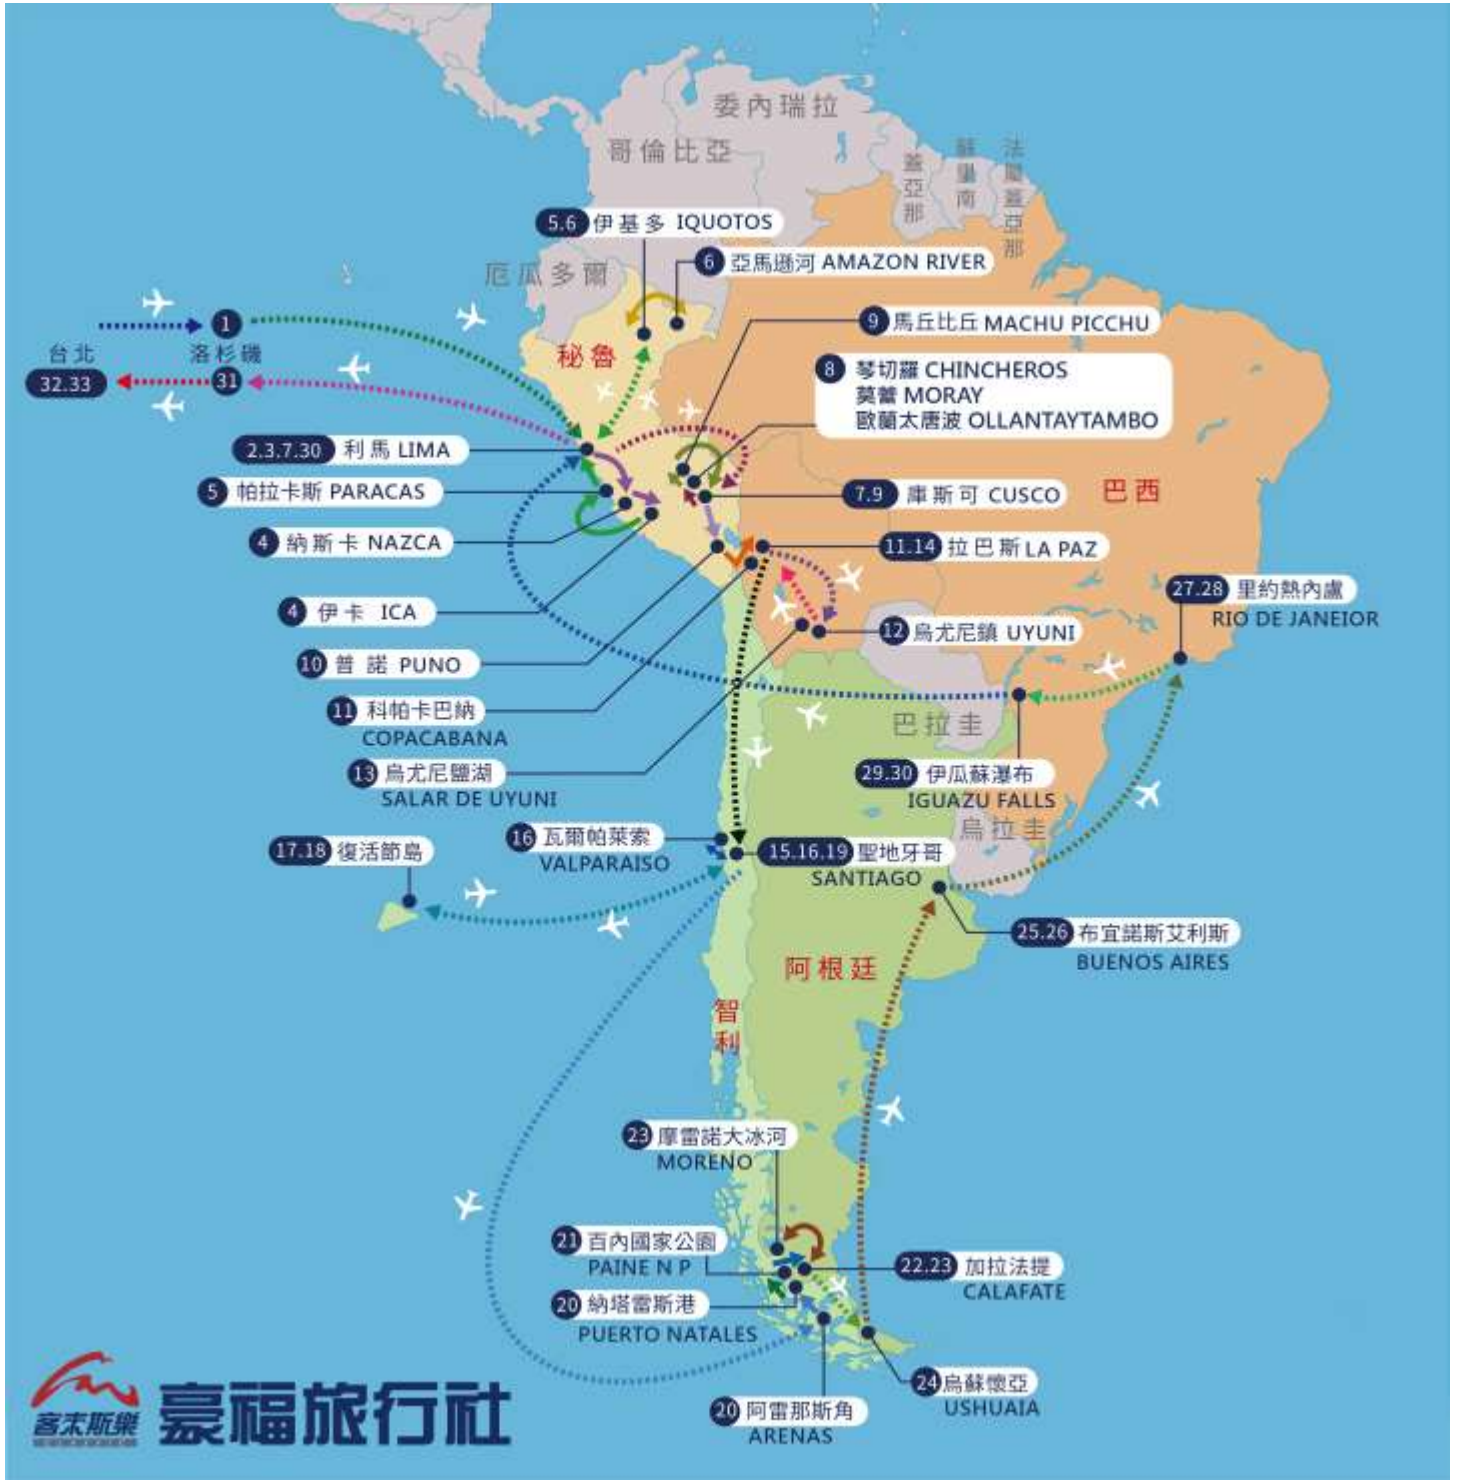 委內瑞拉
哥倫比亞
蓋亞那
蘇里南
法屬蓋亞那
5.6 伊基多 IQUOTOS
厄瓜多爾
6 亞馬遜河 AMAZON RIVER
1
台北 洛杉磯
32.33
31
秘魯
9 馬丘比丘 MACHU PICCHU
8 琴切羅 CHINCHEROS
莫蕾 MORAY
歐蘭太唐波 OLLANTAYTAMBO
2.3.7.30 利馬 LIMA
5 帕拉卡斯 PARACAS
7.9 庫斯可 CUSCO
巴西
4 納斯卡 NAZCA
11.14 拉巴斯 LA PAZ
4 伊卡 ICA
27.28 里約熱內盧
RIO DE JANEIOR
12 烏尤尼鎮 UYUNI
10 普諾 PUNO
11 科帕卡巴納
COPACABANA
巴拉圭
13 烏尤尼鹽湖
SALAR DE UYUNI
29.30 伊瓜蘇瀑布
IGUAZU FALLS
烏拉圭
16 瓦爾帕萊索
VALPARAISO
17.18 復活節島
15.16.19 聖地牙哥
SANTIAGO
25.26 布宜諾斯艾利斯
BUENOS AIRES
阿根廷
智利
23 摩雷諾大冰河
MORENO
21 百內國家公園
PAINE N P
22.23 加拉法提
CALAFATE
20 納塔雷斯港
PUERTO NATALES
24 烏蘇懷亞
USHUAIA
20 阿雷那斯角
ARENAS
客末斯樂
豪福旅行社